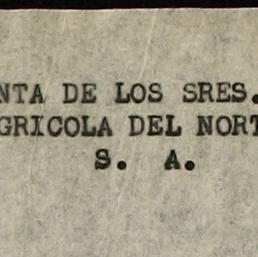 NTA DE LOS SRES.
GRICOLA DEL NORT
S. A.